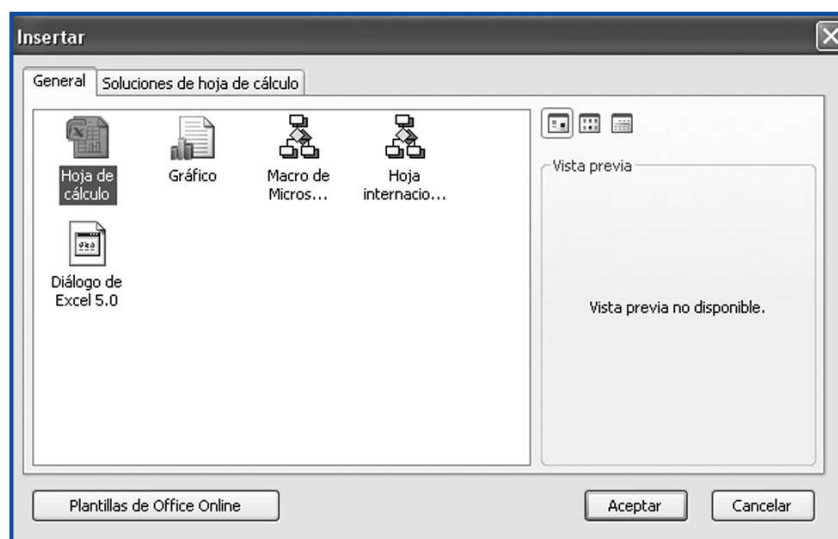 Insertar
General
Soluciones de hoja de cálculo
Hoja de
cálculo
Gráfico
Macro de
Micros...
Hoja
internacio...
Diálogo de
Excel 5.0
Vista previa
Vista previa no disponible.
Plantillas de Office Online
Aceptar
Cancelar